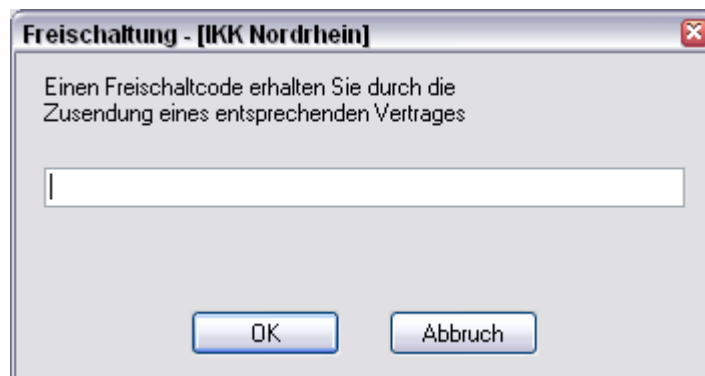 Freischaltung - [IKK Nordrhein]
Einen Freischaltcode erhalten Sie durch die
Zusendung eines entsprechenden Vertrages
OK
Abbruch